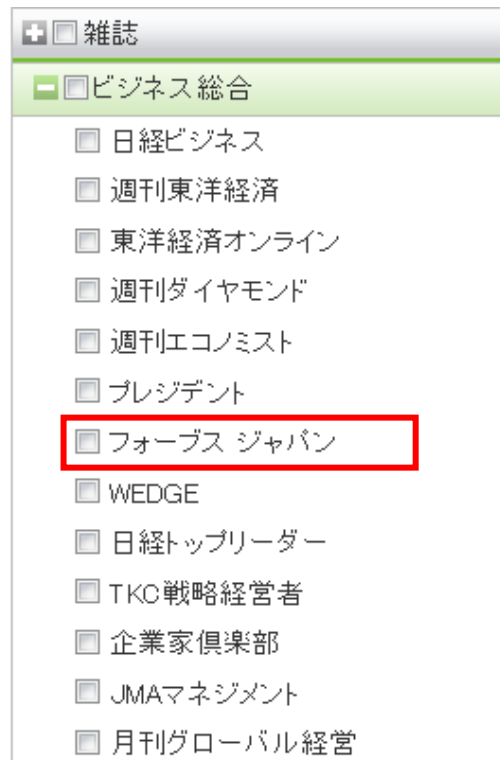 雑誌
ビジネス総合
日経ビジネス
週刊東洋経済
東洋経済オンライン
週刊ダイヤモンド
週刊エコノミスト
プレジデント
フォーブス ジャパン
WEDGE
日経トップリーダー
TKC戦略経営者
企業家倶楽部
JMAマネジメント
月刊グローバル経営